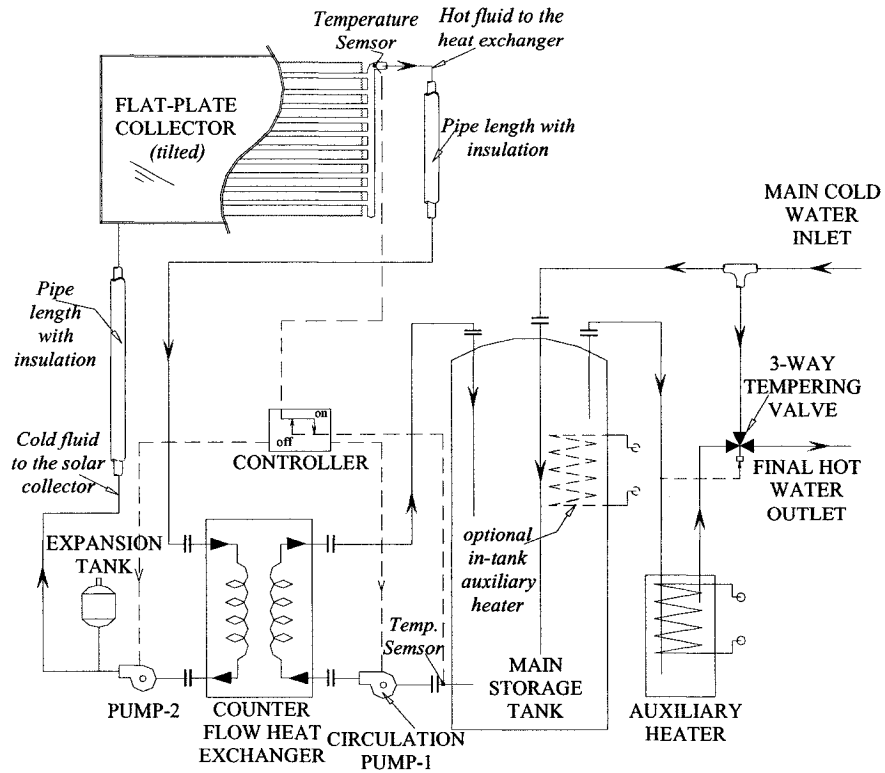 Temperature
Semsor
Hot fluid to the
heat exchanger
FLAT-PLATE
COLLECTOR
(tilted)
Pipe length with
insulation
MAIN COLD
WATER
INLET
Pipe
length
with
insulation
3-WAY
TEMPERING
VALVE
on
off
CONTROLLER
Cold fluid
to the solar
collector
FINAL HOT
WATER
OUTLET
EXPANSION
TANK
optional
in-tank
auxiliary
heater
Temp.
Semsor
MAIN
STORAGE
TANK
PUMP-2
COUNTER
FLOW HEAT
EXCHANGER
CIRCULATION
PUMP-1
AUXILIARY
HEATER